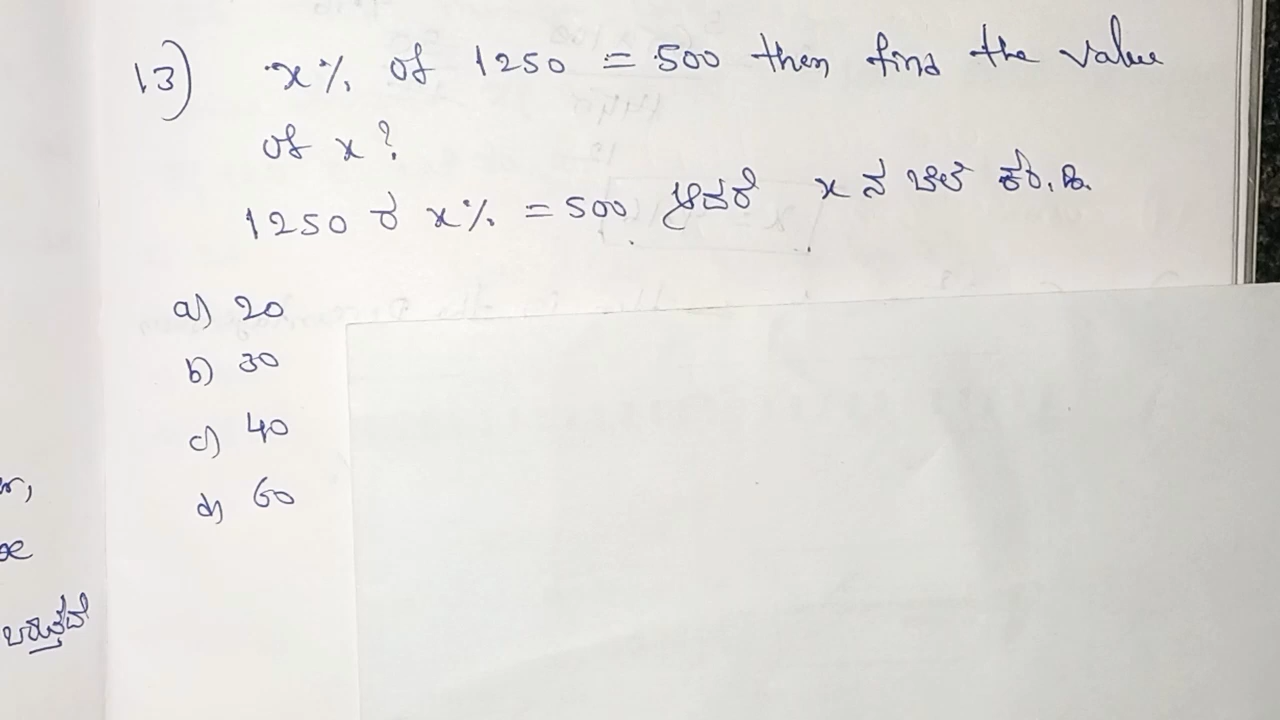 13) x% of 1250 = 500 then find the value
of x?
1250 ರ x% = 500 ಆದರೆ x ನ ಬೆಲೆ ಕಂ.ಹಿ.
a) 20
b) 30
c) 40
d) 60